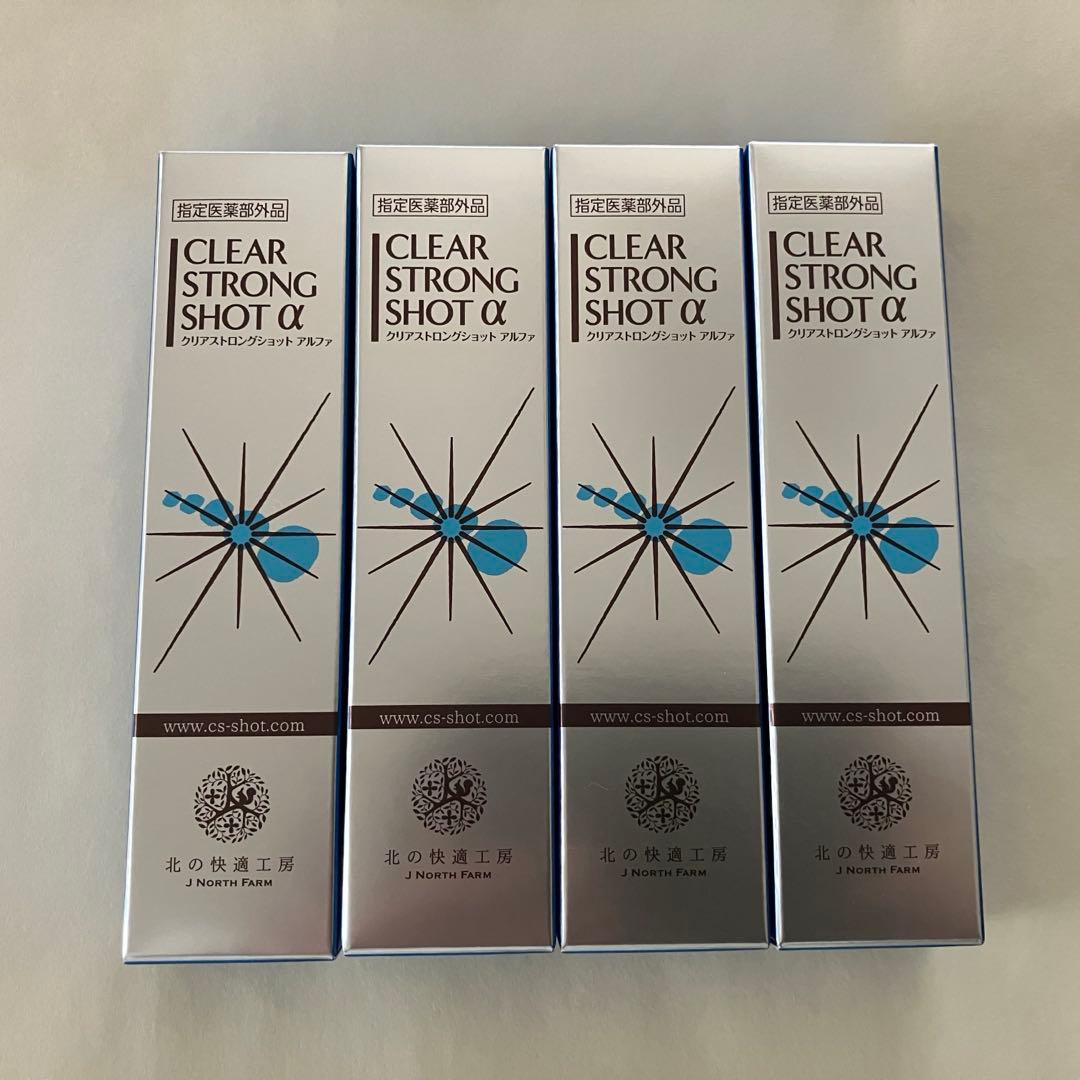 指定医薬部外品
CLEAR
STRONG
SHOT α
クリアストロングショット アルファ
www.cs-shot.com
北の快適工房
J NORTH FARM
指定医薬部外品
CLEAR
STRONG
SHOT α
クリアストロングショット アルファ
www.cs-shot.com
北の快適工房
J NORTH FARM
指定医薬部外品
CLEAR
STRONG
SHOT α
クリアストロングショット アルファ
www.cs-shot.com
北の快適工房
J NORTH FARM
指定医薬部外品
CLEAR
STRONG
SHOT α
クリアストロングショット アルファ
www.cs-shot.com
北の快適工房
J NORTH FARM